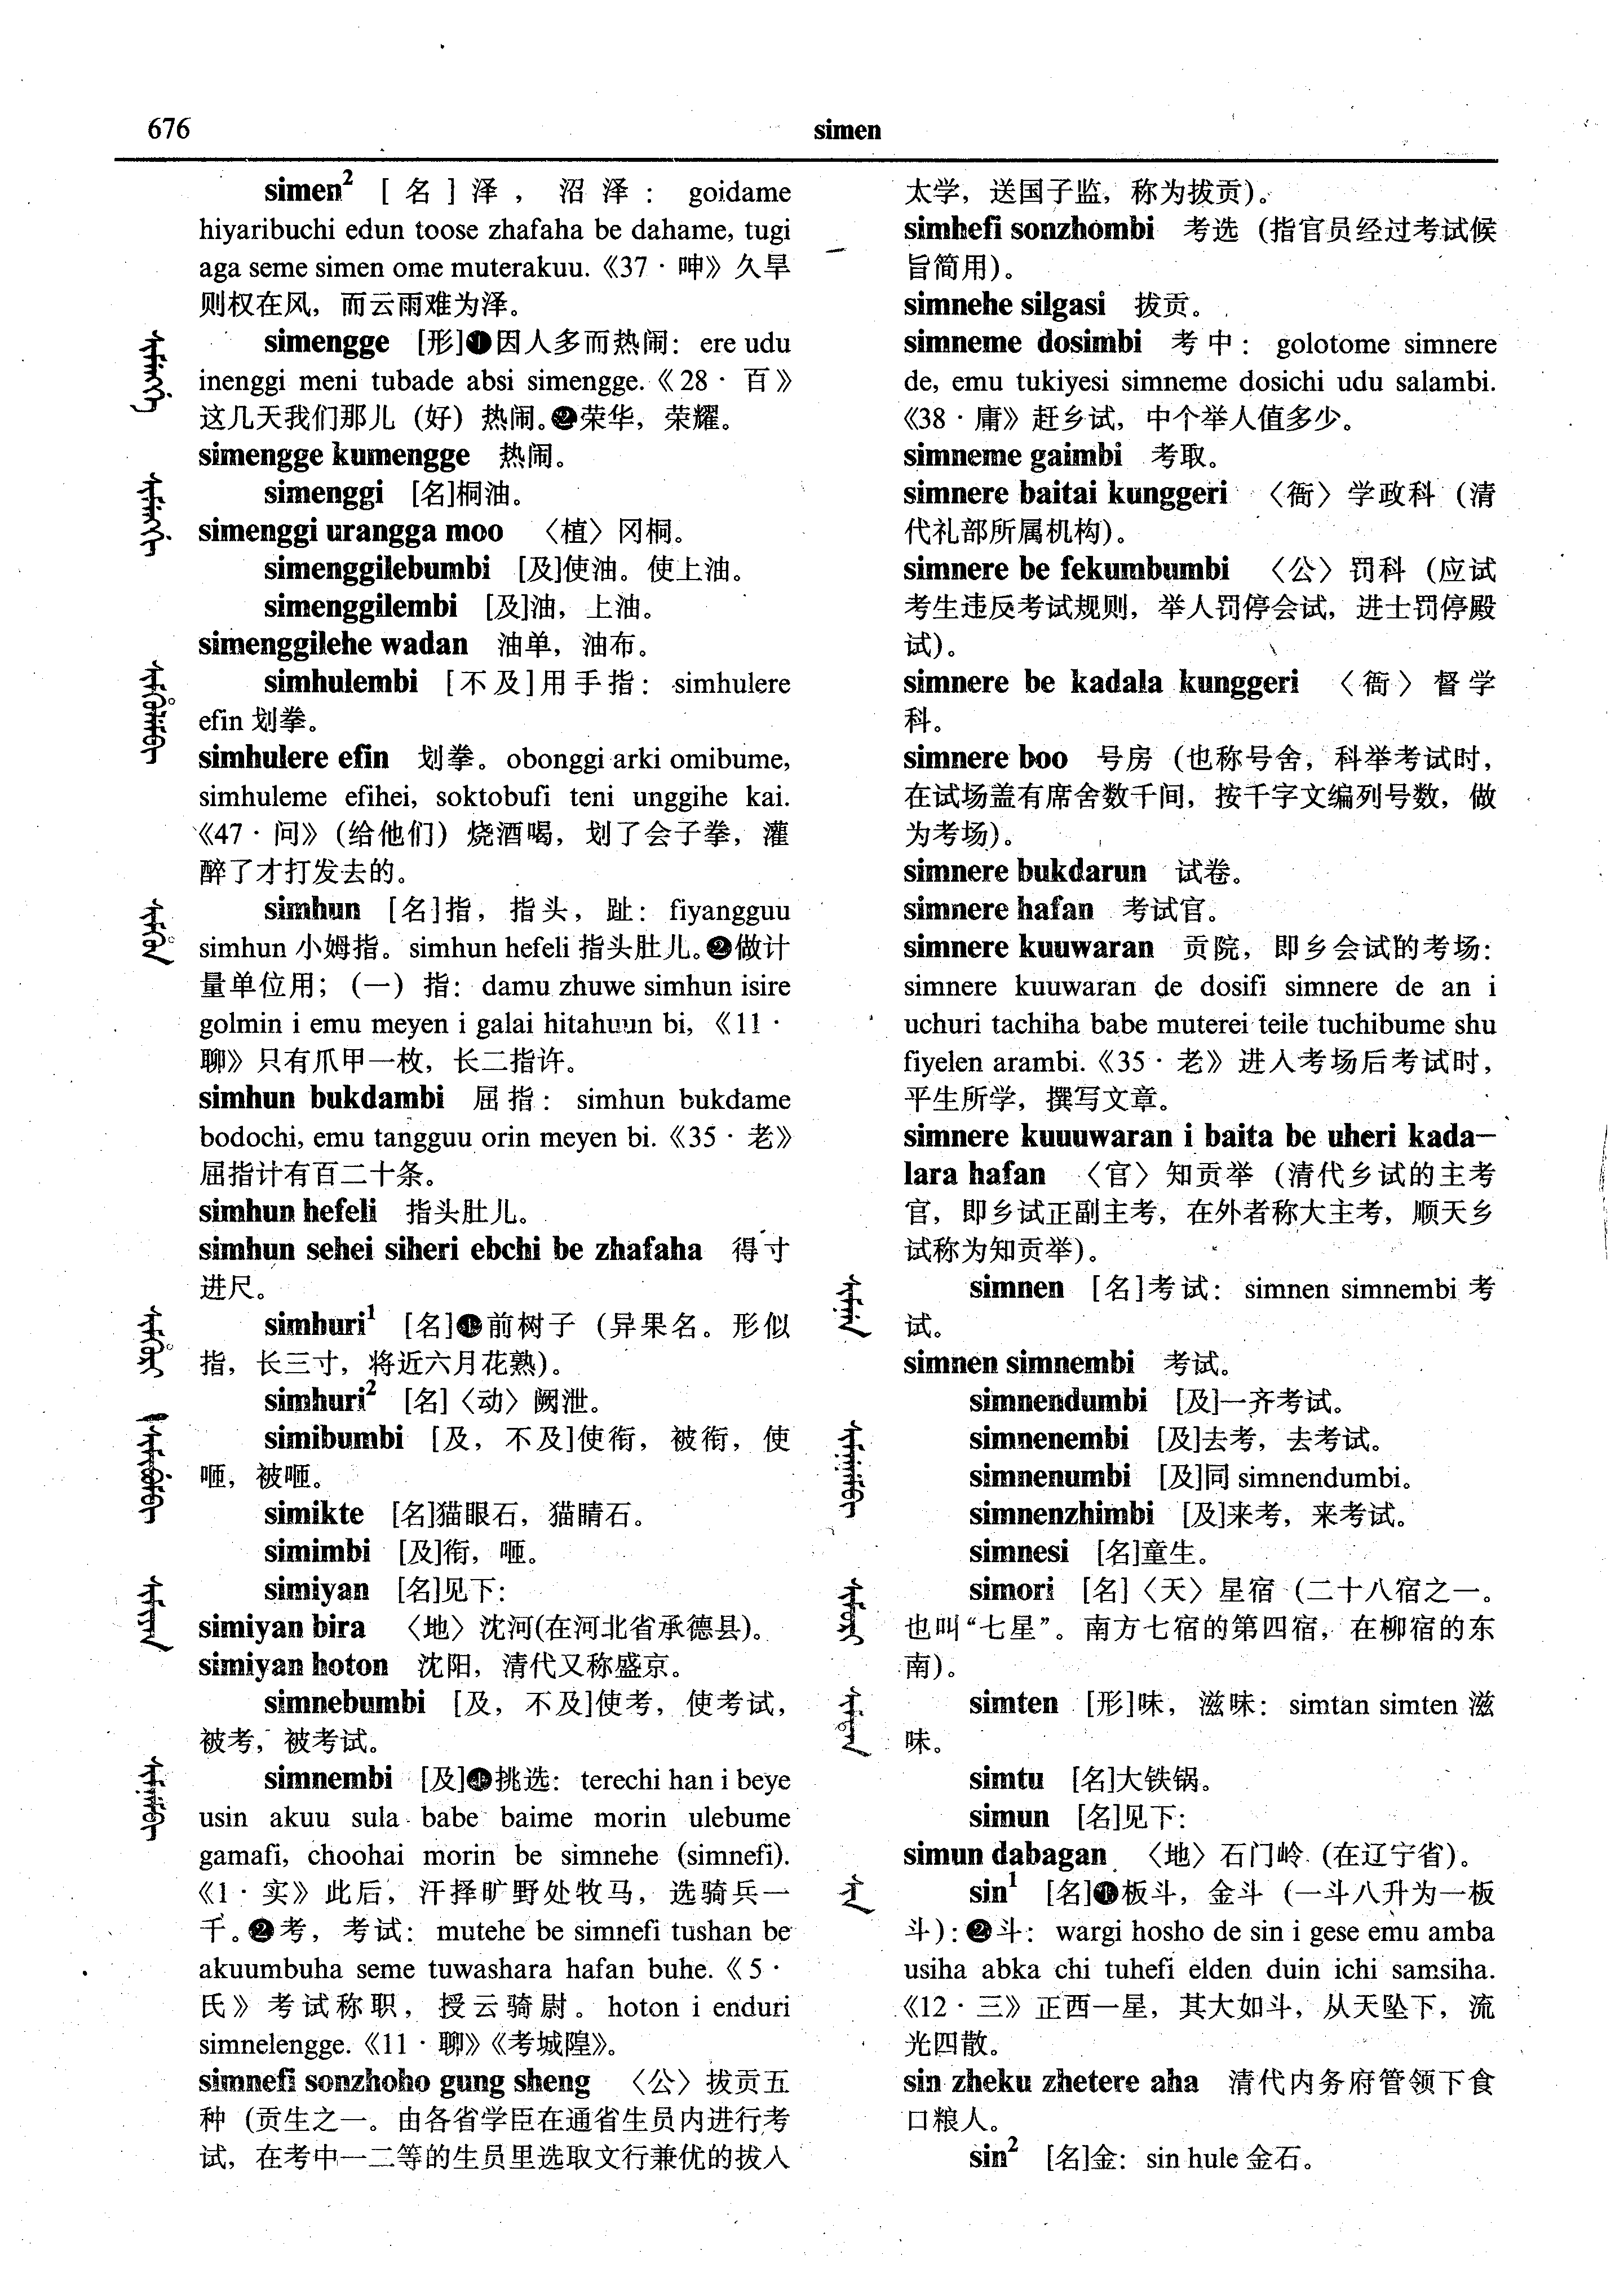 676
simen
simen² [名]泽，沼泽：goidame
hiyaribuchi edun toose zhafaha be dahame, tugi
aga seme simen ome muterakuu.《37·呻》久旱
则权在风，而云雨难为泽。
simengge [形]❶因人多而热闹：ere udu
inenggi meni tubade absi simengge.《28·百》
这几天我们那儿（好）热闹。❷荣华，荣耀。
simengge kumengge 热闹。
simenggi [名]桐油。
simenggi urangga moo 〈植〉冈桐。
simenggilebumbi [及]使油。使上油。
simenggilembi [及]油，上油。
simenggilehe wadan 油单，油布。
simhulembi [不及]用手指：simhulere
efin 划拳。
simhulere efin 划拳。obonggi arki omibume,
simhuleme efihei, soktobufi teni unggihe kai.
《47·问》（给他们）烧酒喝，划了会子拳，灌
醉了才打发去的。
simhun [名]指，指头，趾：fiyangguu
simhun 小姆指。simhun hefeli 指头肚儿。❷做计
量单位用；（一）指：damu zhuwe simhun isire
golmin i emu meyen i galai hitahuun bi,《11·
聊》只有爪甲一枚，长二指许。
simhun bukdambi 屈指：simhun bukdame
bodochi, emu tangguu orin meyen bi.《35·老》
屈指计有百二十条。
simhun hefeli 指头肚儿。
simhun sehei siheri ebchi be zhafaha 得寸
进尺。
simhuri¹ [名]❶前树子（异果名。形似
指，长三寸，将近六月花熟）。
simhuri² [名]〈动〉阙泄。
simibumbi [及，不及]使衔，被衔，使
咂，被咂。
simikte [名]猫眼石，猫睛石。
simimbi [及]衔，咂。
simiyan [名]见下：
simiyan bira 〈地〉沈河(在河北省承德县)。
simiyan hoton 沈阳，清代又称盛京。
simnebumbi [及，不及]使考，使考试，
被考，被考试。
simnembi [及]❶挑选：terechi han i beye
usin akuu sula babe baime morin ulebume
gamafi, choohai morin be simnehe (simnefi).
《1·实》此后，汗择旷野处牧马，选骑兵一
千。❷考，考试：mutehe be simnefi tushan be
akuumbuha seme tuwashara hafan buhe.《5·
氏》考试称职，授云骑尉。hoton i enduri
simnelengge.《11·聊》《考城隍》。
simnefi sonzhoho gung sheng 〈公〉拔贡五
种（贡生之一。由各省学臣在通省生员内进行考
试，在考中一二等的生员里选取文行兼优的拔入
太学，送国子监，称为拔贡）。
simhefi sonzhombi 考选（指官员经过考试候
旨简用）。
simnehe silgasi 拔贡。
simneme dosimbi 考中：golotome simnere
de, emu tukiyesi simneme dosichi udu salambi.
《38·庸》赶乡试，中个举人值多少。
simneme gaimbi 考取。
simnere baitai kunggeri 〈衙〉学政科（清
代礼部所属机构）。
simnere be fekumbumbi 〈公〉罚科（应试
考生违反考试规则，举人罚停会试，进士罚停殿
试）。
simnere be kadala kunggeri 〈衙〉督学
科。
simnere boo 号房（也称号舍，科举考试时，
在试场盖有席舍数千间，按千字文编列号数，做
为考场）。
simnere bukdarun 试卷。
simnere hafan 考试官。
simnere kuuwaran 贡院，即乡会试的考场：
simnere kuuwaran de dosifi simnere de an i
uchuri tachiha babe muterei teile tuchibume shu
fiyelen arambi.《35·老》进入考场后考试时，
平生所学，撰写文章。
simnere kuuuwaran i baita be uheri kada-
lara hafan 〈官〉知贡举（清代乡试的主考
官，即乡试正副主考，在外者称大主考，顺天乡
试称为知贡举）。
simnen [名]考试：simnen simnembi 考
试。
simnen simnembi 考试。
simnendumbi [及]一齐考试。
simnenembi [及]去考，去考试。
simnenumbi [及]同 simnendumbi。
simnenzhimbi [及]来考，来考试。
simnesi [名]童生。
simori [名]〈天〉星宿（二十八宿之一。
也叫“七星”。南方七宿的第四宿，在柳宿的东
南）。
simten [形]味，滋味：simtan simten 滋
味。
simtu [名]大铁锅。
simun [名]见下：
simun dabagan 〈地〉石门岭（在辽宁省）。
sin¹ [名]❶板斗，金斗（一斗八升为一板
斗）：❷斗：wargi hosho de sin i gese emu amba
usiha abka chi tuhefi elden duin ichi samsiha.
《12·三》正西一星，其大如斗，从天坠下，流
光四散。
sin zheku zhetere aha 清代内务府管领下食
口粮人。
sin² [名]金：sin hule 金石。